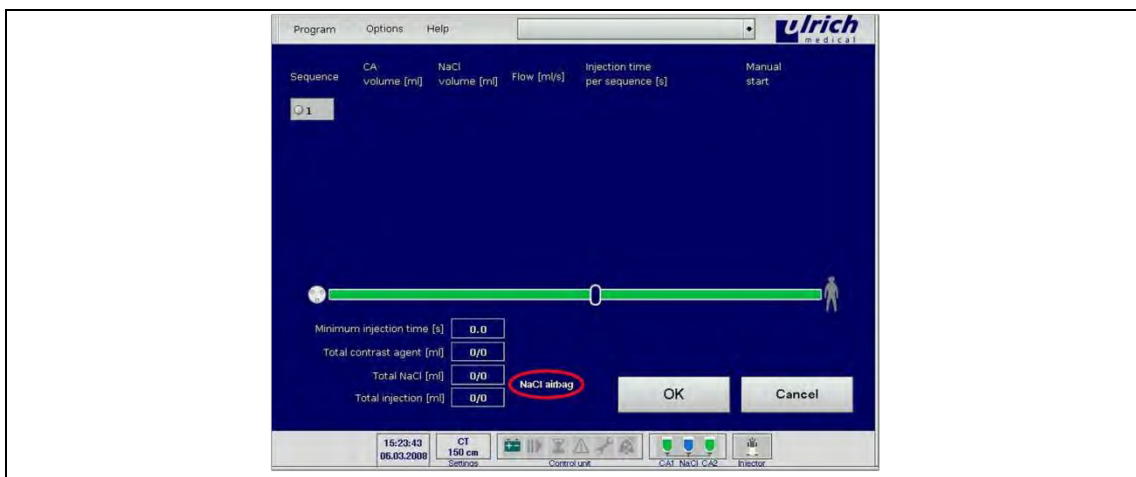 Program Options Help
ulrich
medical
Sequence CA volume [ml] NaCl volume [ml] Flow [ml/s] Injection time per sequence [s] Manual start
1
Minimum injection time [s] 0.0
Total contrast agent [ml] 0/0
Total NaCl [ml] 0/0
NaCl airbag
Total injection [ml] 0/0
OK Cancel
15:23:43
06.03.2008
CT
150 cm
Settings
Control unit
CA1 NaCl CA2
Injector